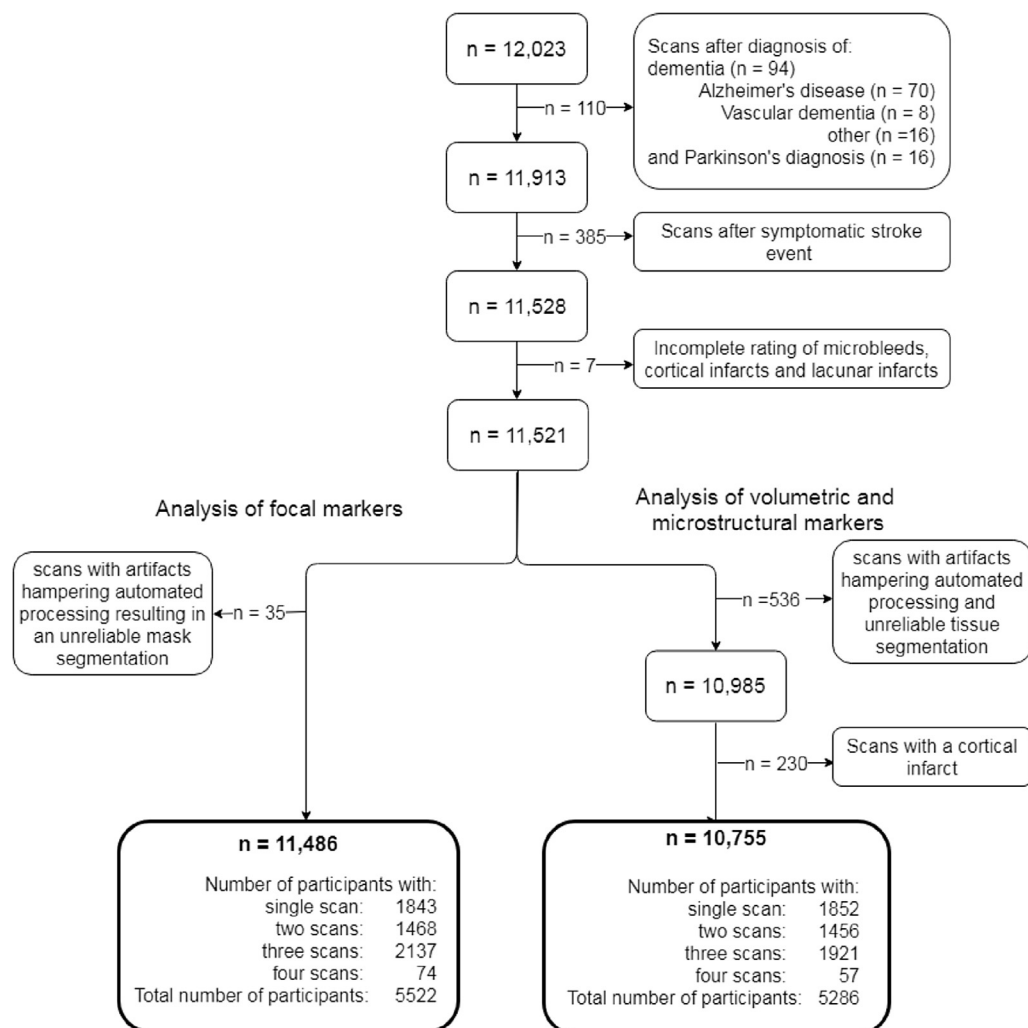 n = 12,023
Scans after diagnosis of:
dementia (n = 94)
Alzheimer's disease (n = 70)
Vascular dementia (n = 8)
other (n =16)
and Parkinson's diagnosis (n = 16)
n = 110
n = 11,913
n = 385
Scans after symptomatic stroke
event
n = 11,528
n = 7
Incomplete rating of microbleeds,
cortical infarcts and lacunar infarcts
n = 11,521
Analysis of focal markers
scans with artifacts
hampering automated
processing resulting in
an unreliable mask
segmentation
n = 35
n = 11,486
Number of participants with:
single scan: 1843
two scans: 1468
three scans: 2137
four scans: 74
Total number of participants: 5522
Analysis of volumetric and
microstructural markers
n =536
scans with artifacts
hampering automated
processing and
unreliable tissue
segmentation
n = 10,985
n = 230
Scans with a cortical
infarct
n = 10,755
Number of participants with:
single scan: 1852
two scans: 1456
three scans: 1921
four scans: 57
Total number of participants: 5286